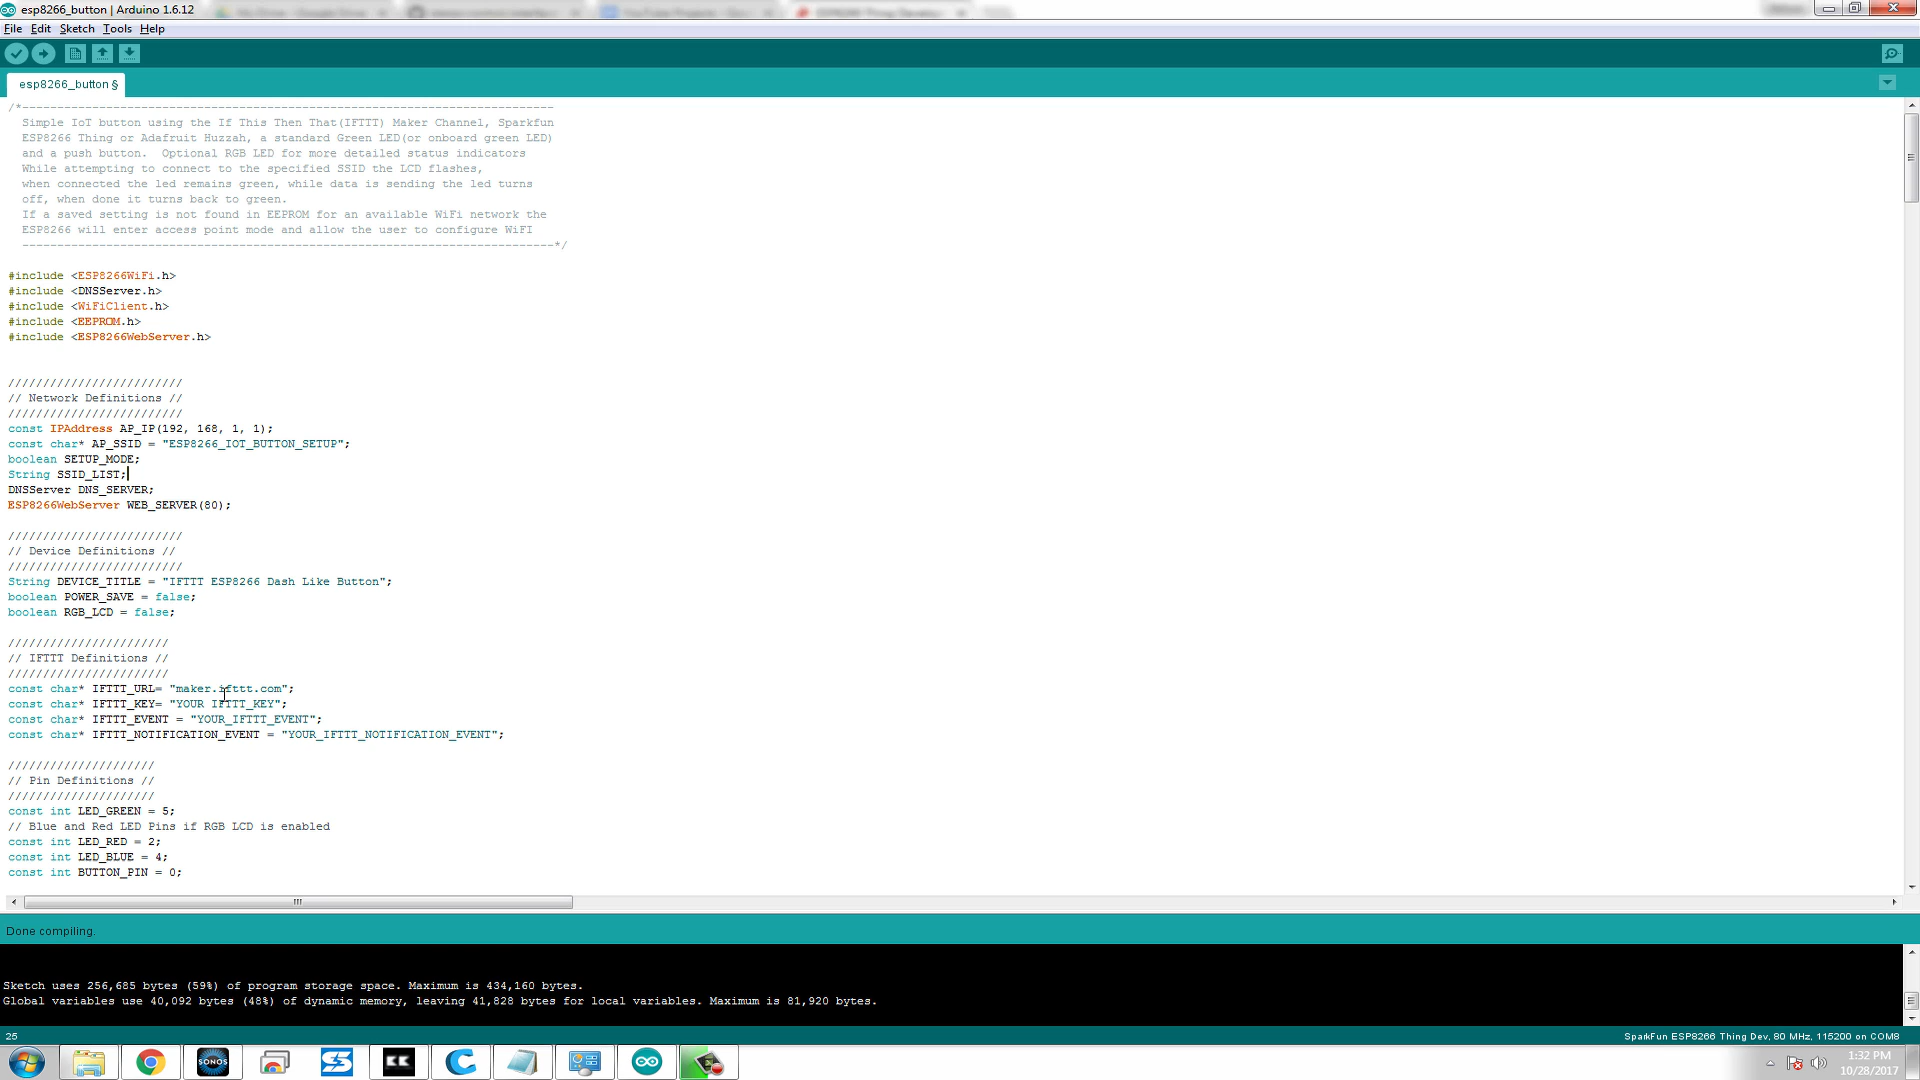 esp8266_button | Arduino 1.6.12
File Edit Sketch Tools Help
esp8266_button §
/*----------------------------------------------------------------------------
Simple IoT button using the If This Then That(IFTTT) Maker Channel, Sparkfun
ESP8266 Thing or Adafruit Huzzah, a standard Green LED(or onboard green LED)
and a push button.  Optional RGB LED for more detailed status indicators
While attempting to connect to the specified SSID the LCD flashes,
when connected the led remains green, while data is sending the led turns
off, when done it turns back to green.
If a saved setting is not found in EEPROM for an available WiFi network the
ESP8266 will enter access point mode and allow the user to configure WiFI
----------------------------------------------------------------------------*/
#include <ESP8266WiFi.h>
#include <DNSServer.h>
#include <WiFiClient.h>
#include <EEPROM.h>
#include <ESP8266WebServer.h>
/////////////////////////
// Network Definitions //
/////////////////////////
const IPAddress AP_IP(192, 168, 1, 1);
const char* AP_SSID = "ESP8266_IOT_BUTTON_SETUP";
boolean SETUP_MODE;
String SSID_LIST;
DNSServer DNS_SERVER;
ESP8266WebServer WEB_SERVER(80);
/////////////////////////
// Device Definitions //
/////////////////////////
String DEVICE_TITLE = "IFTTT ESP8266 Dash Like Button";
boolean POWER_SAVE = false;
boolean RGB_LCD = false;
///////////////////////
// IFTTT Definitions //
///////////////////////
const char* IFTTT_URL= "maker.ifttt.com";
const char* IFTTT_KEY= "YOUR IFTTT_KEY";
const char* IFTTT_EVENT = "YOUR_IFTTT_EVENT";
const char* IFTTT_NOTIFICATION_EVENT = "YOUR_IFTTT_NOTIFICATION_EVENT";
/////////////////////
// Pin Definitions //
/////////////////////
const int LED_GREEN = 5;
// Blue and Red LED Pins if RGB LCD is enabled
const int LED_RED = 2;
const int LED_BLUE = 4;
const int BUTTON_PIN = 0;
Done compiling.
Sketch uses 256,685 bytes (59%) of program storage space. Maximum is 434,160 bytes.
Global variables use 40,092 bytes (48%) of dynamic memory, leaving 41,828 bytes for local variables. Maximum is 81,920 bytes.
25
SparkFun ESP8266 Thing Dev, 80 MHz, 115200 on COM8
SONOS
1:32 PM
10/28/2017